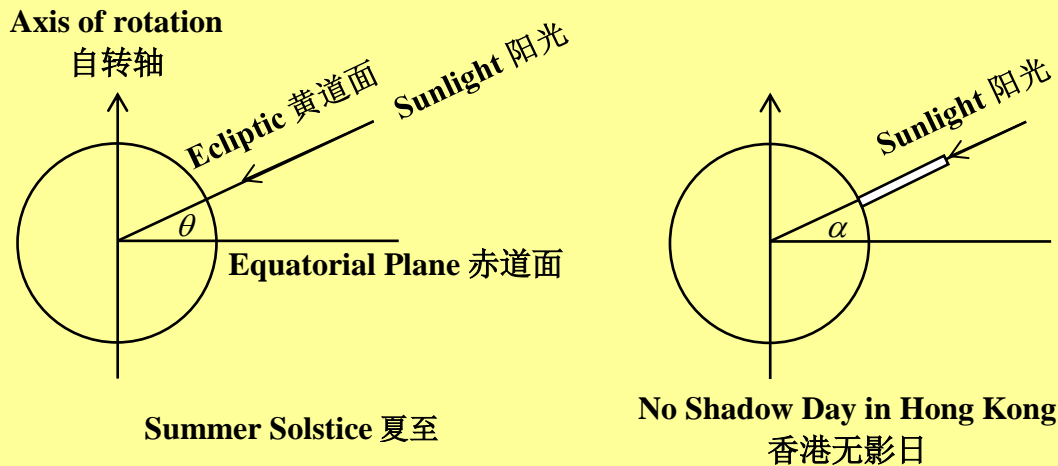 Axis of rotation
自转轴
Ecliptic 黄道面
Sunlight 阳光
θ
Equatorial Plane 赤道面
Summer Solstice 夏至
Sunlight 阳光
α
No Shadow Day in Hong Kong
香港无影日